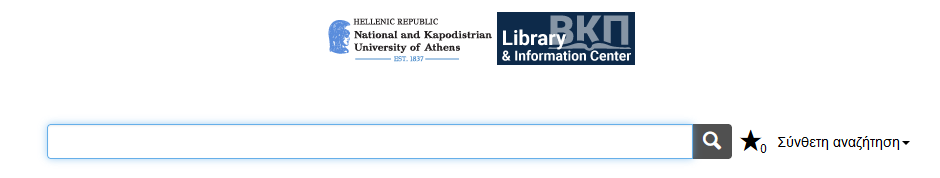 HELLENIC REPUBLIC
National and Kapodistrian
University of Athens
EST. 1837
ΒΚΠ
Library
& Information Center
0
Σύνθετη αναζήτηση